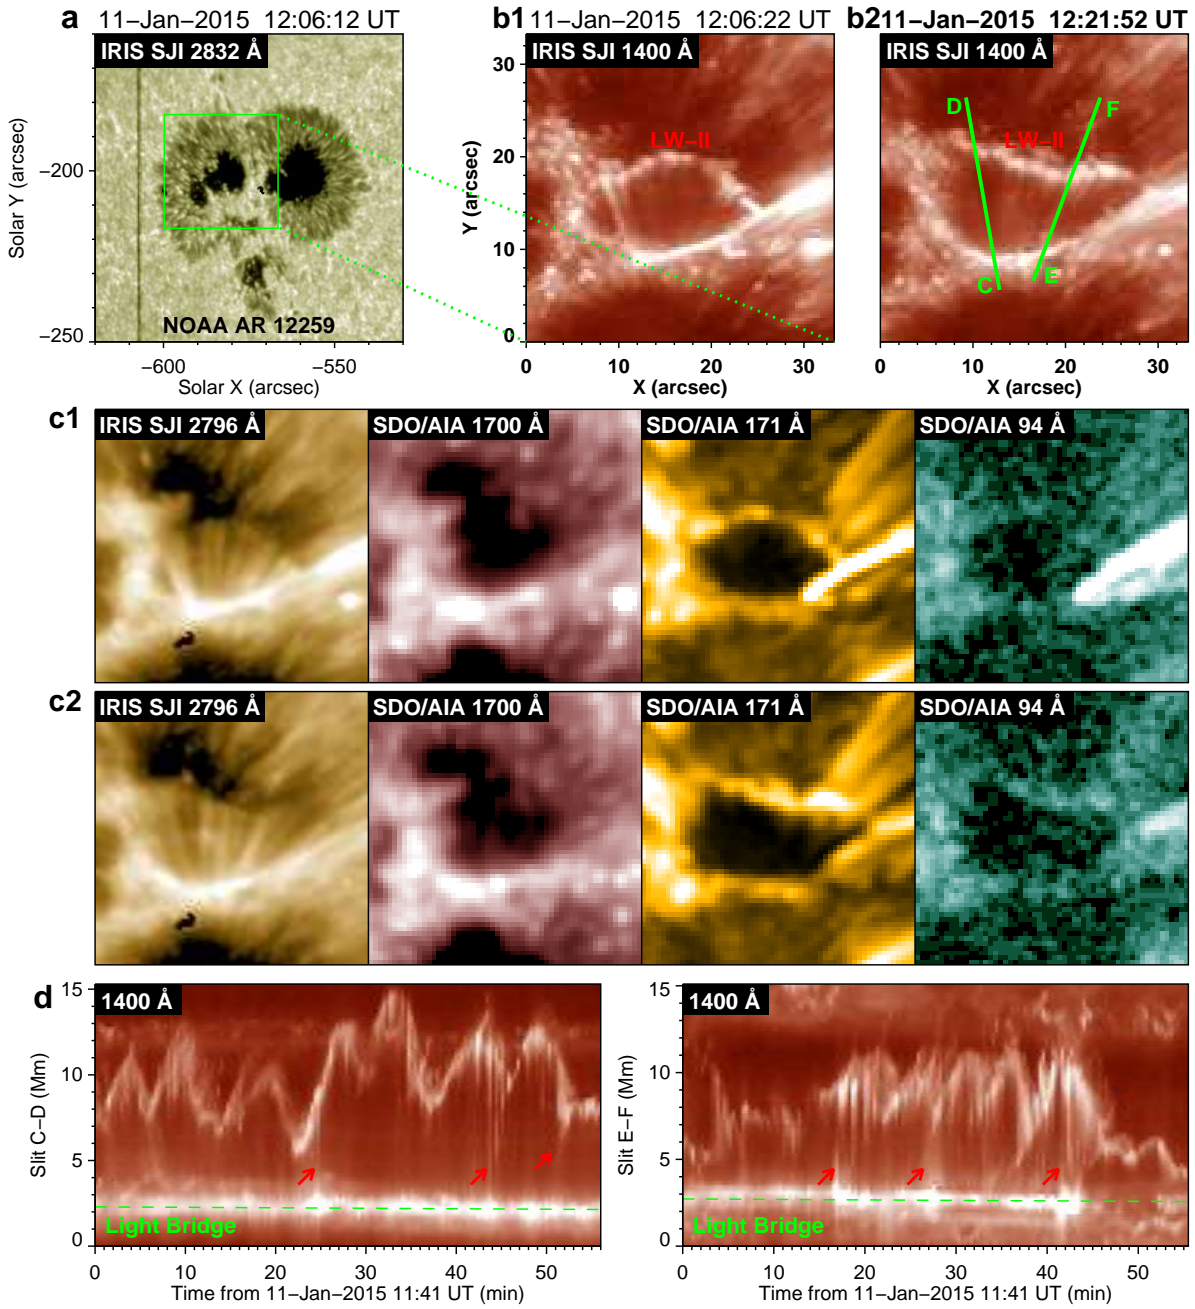 a 11−Jan−2015 12:06:12 UT
b1 11−Jan−2015 12:06:22 UT
b2 11−Jan−2015 12:21:52 UT
IRIS SJI 2832 Å
IRIS SJI 1400 Å
IRIS SJI 1400 Å
Solar Y (arcsec)
−200
−250
NOAA AR 12259
−600
−550
Solar X (arcsec)
Y (arcsec)
30
20
10
0
LW−II
0
10
20
30
X (arcsec)
D
F
LW−II
C
E
0
10
20
30
X (arcsec)
c1
IRIS SJI 2796 Å
SDO/AIA 1700 Å
SDO/AIA 171 Å
SDO/AIA 94 Å
c2
IRIS SJI 2796 Å
SDO/AIA 1700 Å
SDO/AIA 171 Å
SDO/AIA 94 Å
d
1400 Å
Slit C−D (Mm)
15
10
5
0
Light Bridge
0
10
20
30
40
50
Time from 11−Jan−2015 11:41 UT (min)
1400 Å
Slit E−F (Mm)
15
10
5
0
Light Bridge
0
10
20
30
40
50
Time from 11−Jan−2015 11:41 UT (min)